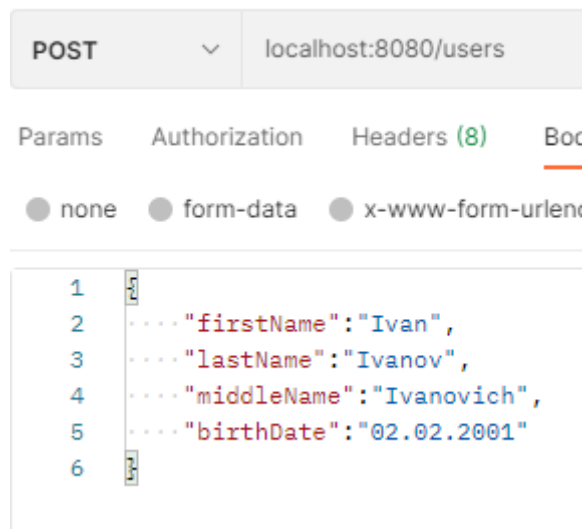 POST localhost:8080/users
Params Authorization Headers (8)
none form-data
1 {
2 "firstName":"Ivan",
3 "lastName":"Ivanov",
4 "middleName":"Ivanovich",
5 "birthDate":"02.02.2001"
6 }